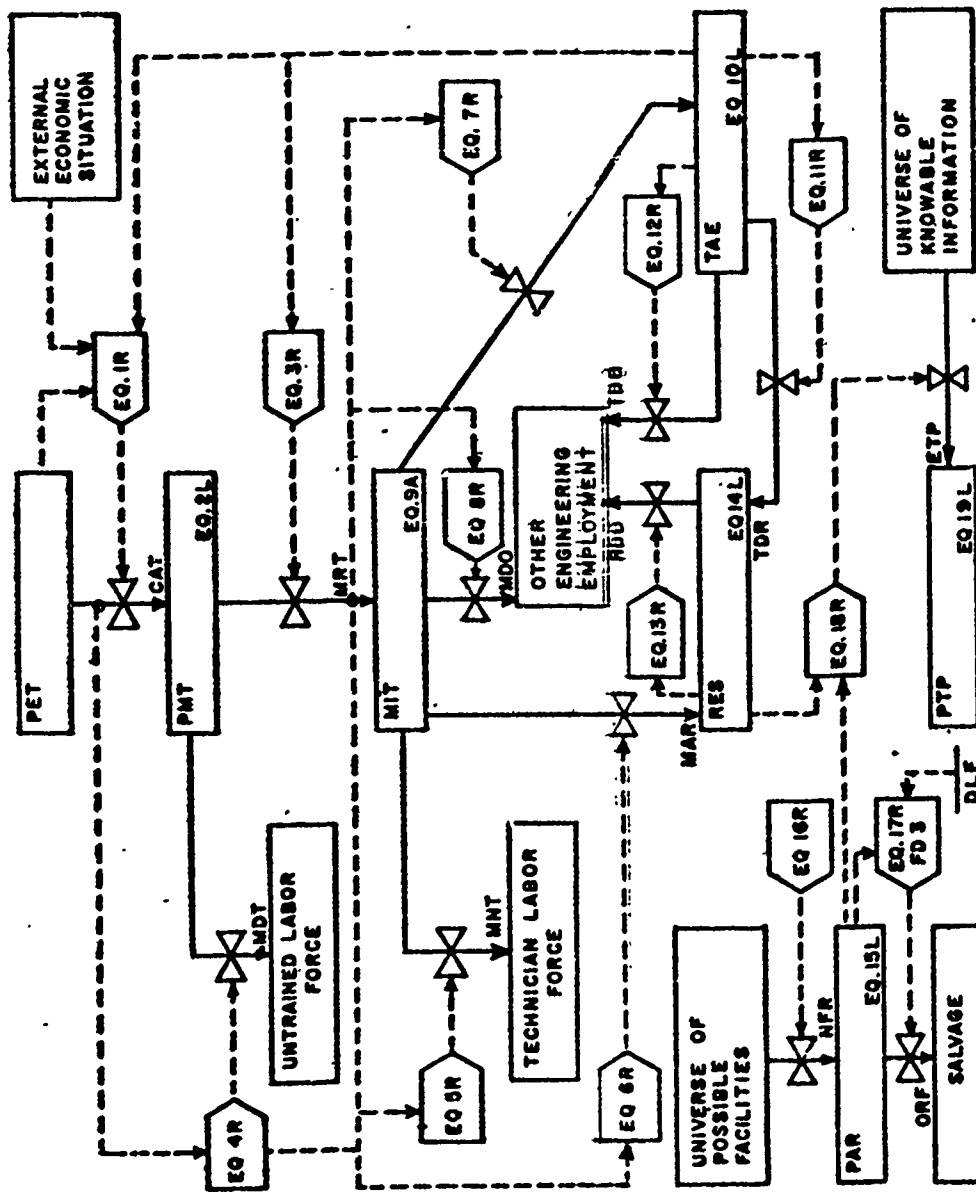 EXTERNAL
ECONOMIC
SITUATION
PET
EQ. 1R
CAT
PMT
EQ. 2L
EQ. 3R
MDT
UNTRAINED LABOR
FORCE
EQ 4R
MRT
EQ. 7R
MIT
EQ.9A
EQ 8R
MDO
EQ 5R
MNT
TECHNICIAN LABOR
FORCE
OTHER
ENGINEERING
EMPLOYMENT
EQ.12R
TAE
EQ 10L
EQ.11R
EQ.13R
EQ 6R
MAR
RES
EQ 14L
TDR
UNIVERSE OF
POSSIBLE
FACILITIES
EQ 16R
NFR
EQ.18R
UNIVERSE OF
KNOWABLE
INFORMATION
ETP
PAR
EQ.15L
EQ.17R
FD 3
PTP
EQ 19L
ORF
SALVAGE